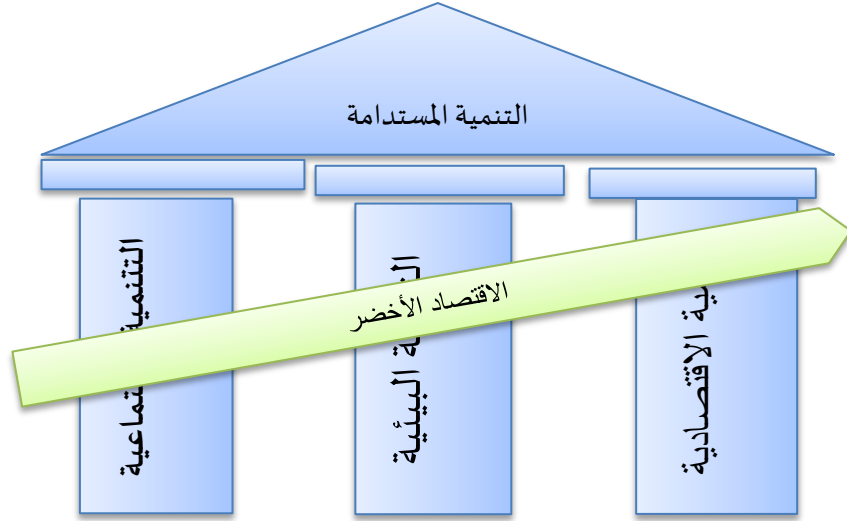 التنمية المستدامة
الاقتصاد الأخضر
الاقتصادية
البيئية